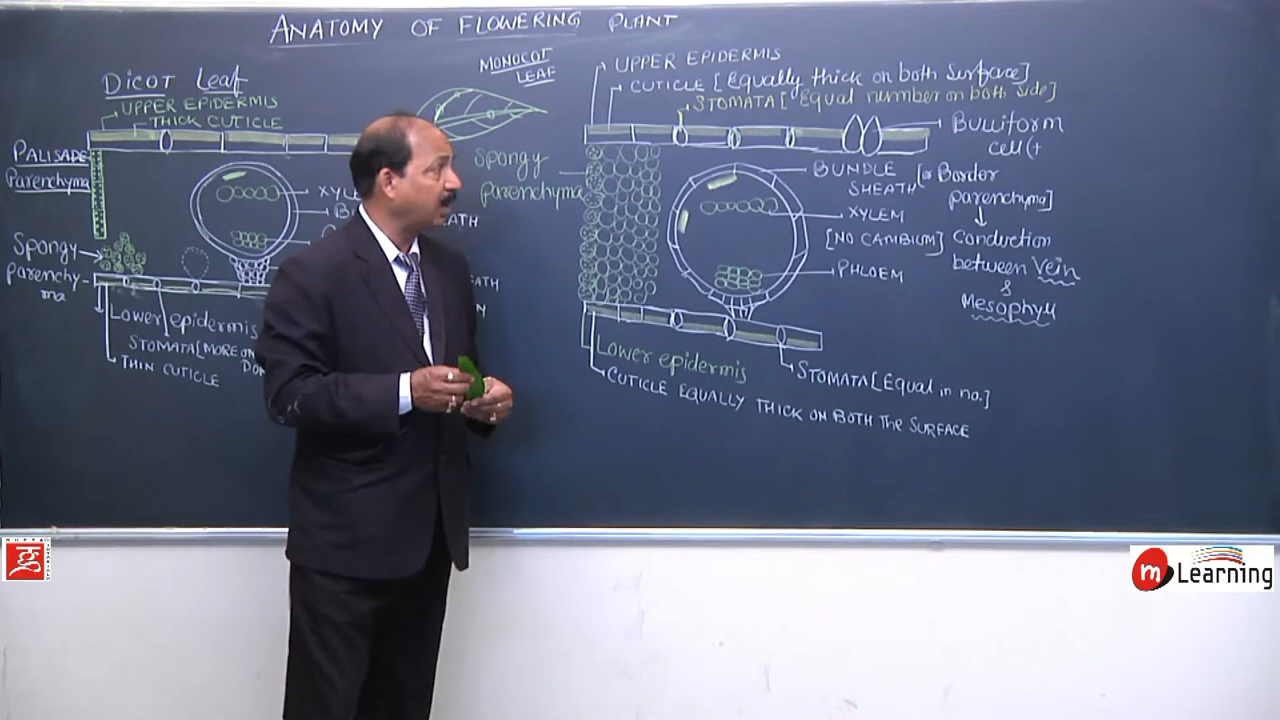 ANATOMY OF FLOWERING PLANT
DICOT Leaf
UPPER EPIDERMIS
THICK CUTICLE
PALISADE
Parenchyma
Spongy
parenchy-
ma
Lower epidermis
STOMATA [MORE ON
THIN CUTICLE
MONOCOT
LEAF
UPPER EPIDERMIS
CUTICLE [Equally thick on both surface]
STOMATA [Equal number on both side]
Bulliform
cell (+
Spongy
parenchyma
BUNDLE
SHEATH [or Border
parenchyma]
XYLEM
[NO CAMBIUM]
Conduction
between Vein
&
Mesophyll
PHLOEM
Lower epidermis
STOMATA [Equal in no.]
CUTICLE EQUALLY THICK ON BOTH THE SURFACE
m Learning